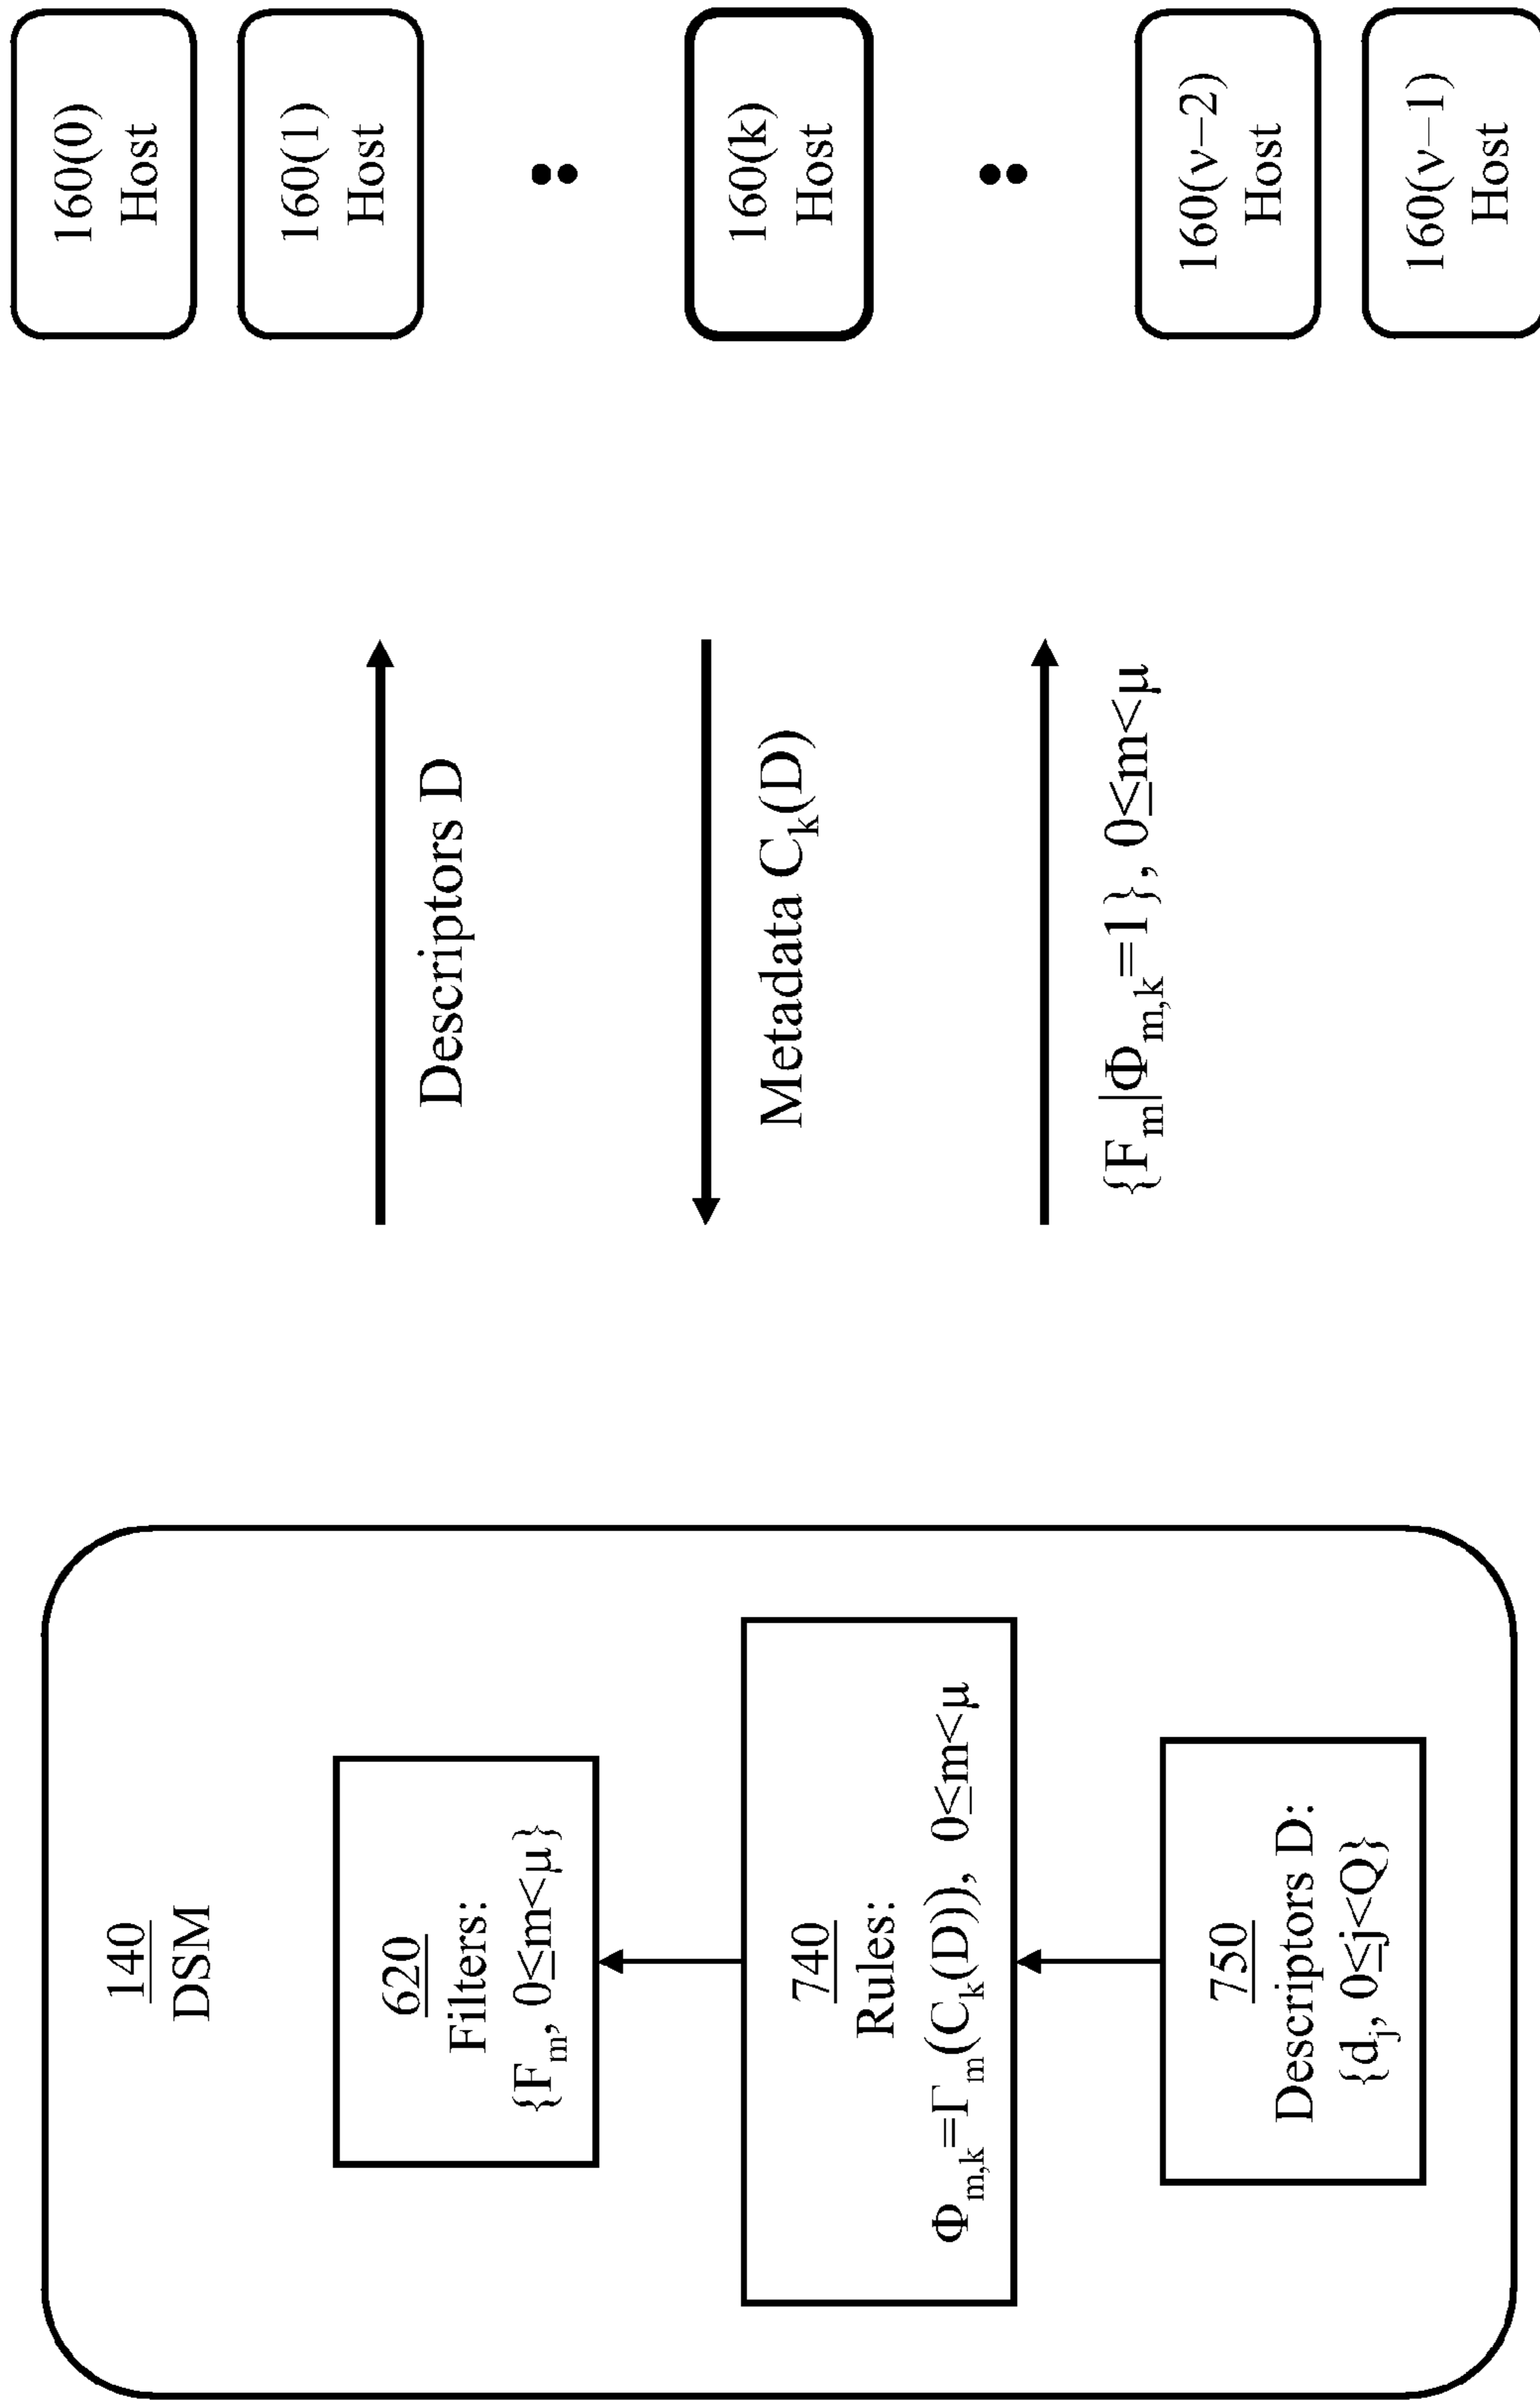 140
DSM
620
Filters:
{Fm, 0≤m<μ}
740
Rules:
Φm,k=Γm(Ck(D)), 0≤m<μ
750
Descriptors D:
{dj, 0≤j<Q}
Descriptors D
Metadata Ck(D)
{Fm|Φm,k=1}, 0≤m<μ
160(0)
Host
160(1)
Host
160(k)
Host
160(ν–2)
Host
160(ν–1)
Host